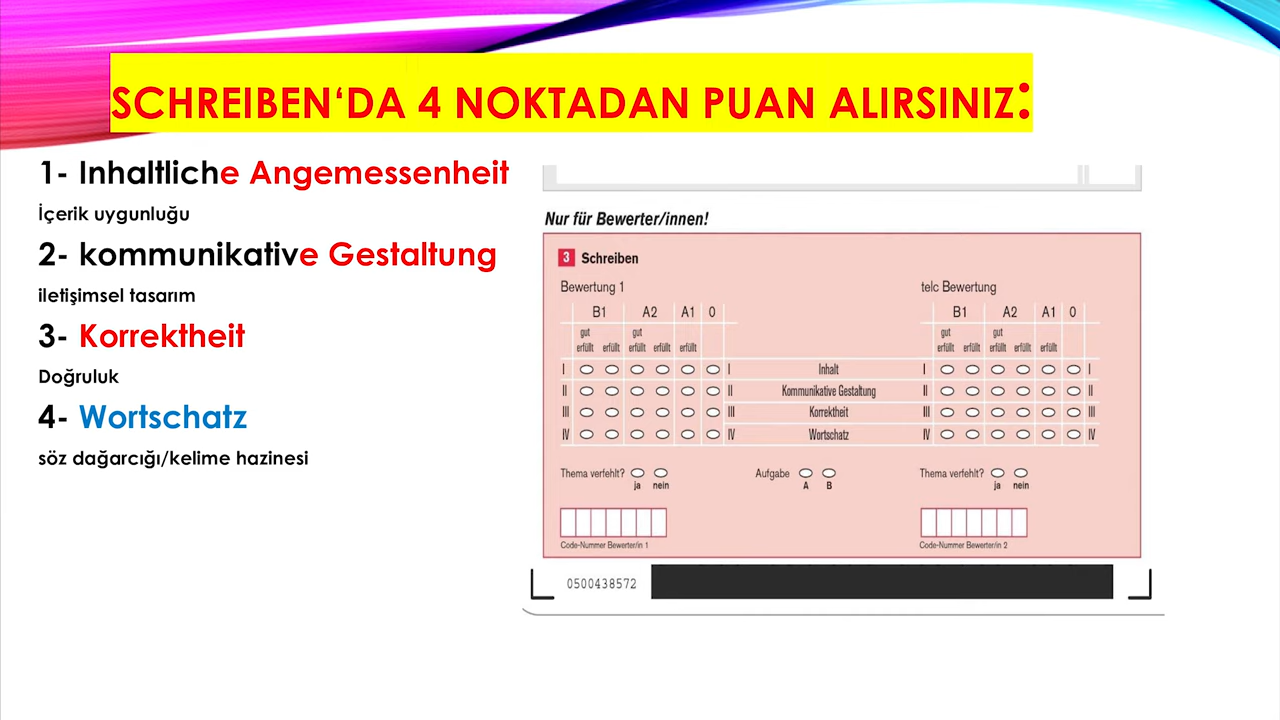 SCHREIBEN‘DA 4 NOKTADAN PUAN ALIRSINIZ:
1- Inhaltliche Angemessenheit
İçerik uygunluğu
2- kommunikative Gestaltung
iletişimsel tasarım
3- Korrektheit
Doğruluk
4- Wortschatz
söz dağarcığı/kelime hazinesi
Nur für Bewerter/innen!
3 Schreiben
Bewertung 1 telc Bewertung
B1 A2 A1 0 B1 A2 A1 0
gut gut gut gut
erfüllt erfüllt erfüllt erfüllt erfüllt erfüllt erfüllt erfüllt erfüllt erfüllt
I I Inhalt I I
II II Kommunikative Gestaltung II II
III III Korrektheit III III
IV IV Wortschatz IV IV
Thema verfehlt? Aufgabe Thema verfehlt?
ja nein A B ja nein
Code-Nummer Bewerter/in 1 Code-Nummer Bewerter/in 2
0500438572